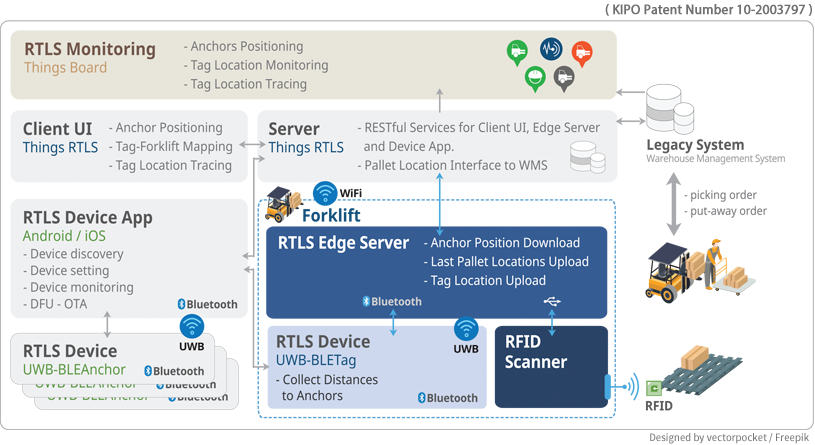 ( KIPO Patent Number 10-2003797 )
RTLS Monitoring
Things Board
- Anchors Positioning
- Tag Location Monitoring
- Tag Location Tracing
Client UI
Things RTLS
- Anchor Positioning
- Tag-Forklift Mapping
- Tag Location Tracing
Server
Things RTLS
- RESTful Services for Client UI, Edge Server
and Device App.
- Pallet Location Interface to WMS
Legacy System
Warehouse Management System
- picking order
- put-away order
WiFi
Forklift
RTLS Device App
Android / iOS
- Device discovery
- Device setting
- Device monitoring
- DFU - OTA
Bluetooth
RTLS Edge Server
- Anchor Position Download
- Last Pallet Locations Upload
- Tag Location Upload
Bluetooth
UWB
RTLS Device
UWB-BLEAnchor
Bluetooth
UWB-BLEAnchor
Bluetooth
UWB-BLEAnchor
Bluetooth
RTLS Device
UWB-BLETag
- Collect Distances
to Anchors
UWB
Bluetooth
RFID
Scanner
RFID
Designed by vectorpocket / Freepik